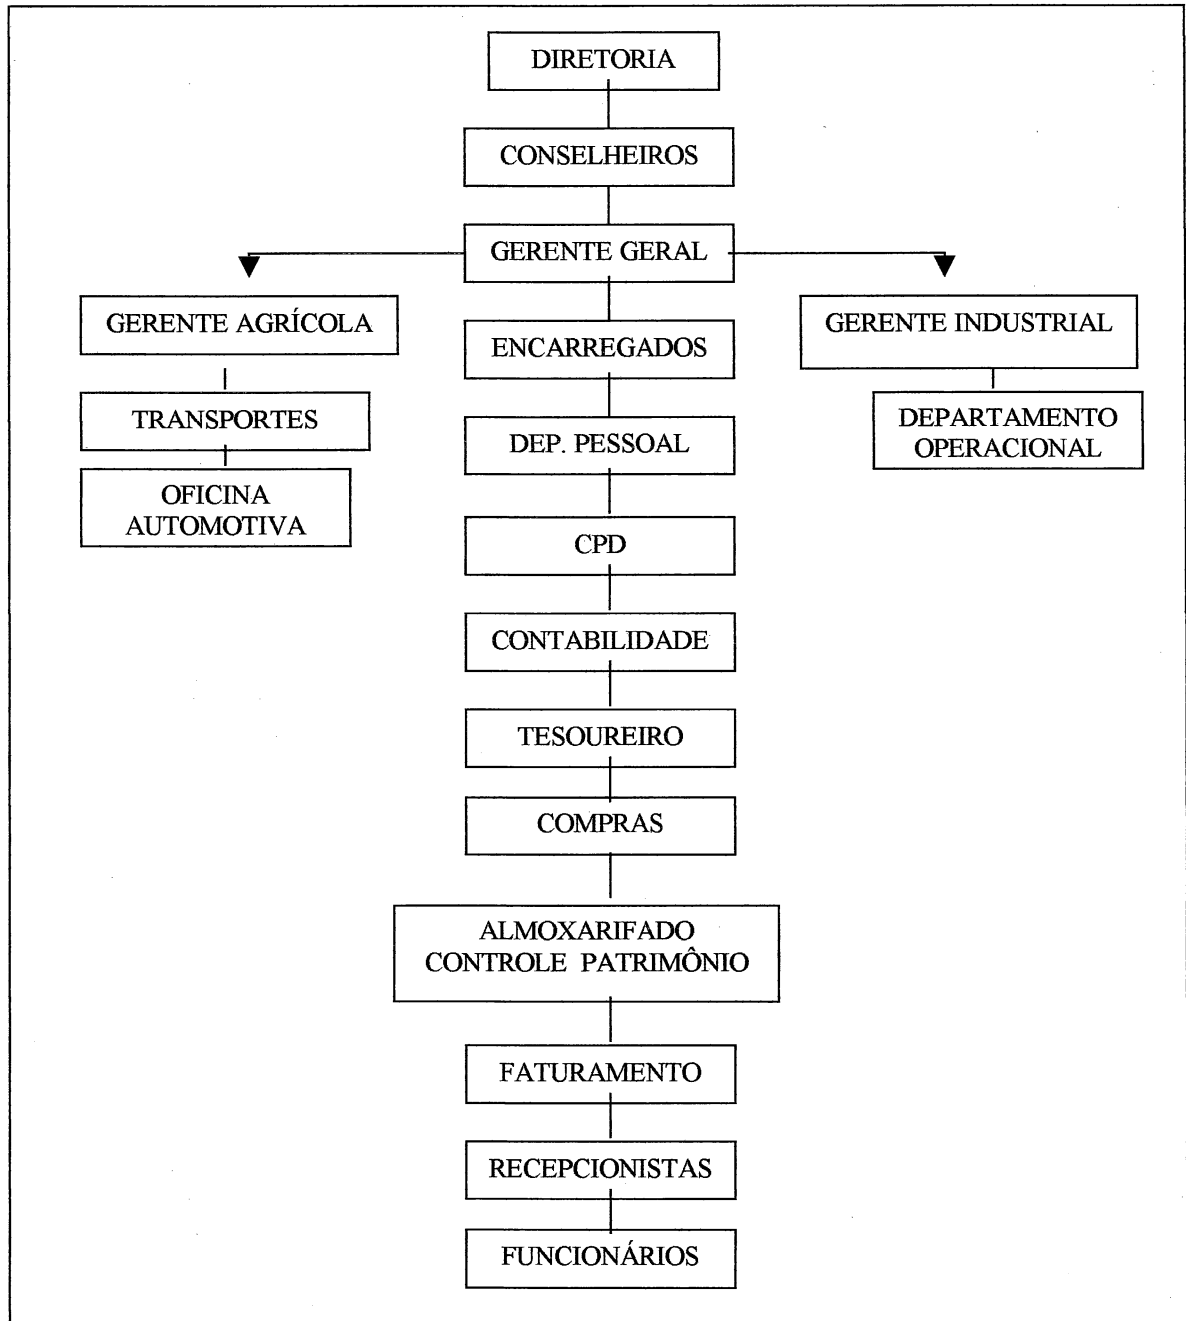 DIRETORIA
CONSELHEIROS
GERENTE GERAL
GERENTE AGRÍCOLA
GERENTE INDUSTRIAL
ENCARREGADOS
TRANSPORTES
DEPARTAMENTO
OPERACIONAL
DEP. PESSOAL
OFICINA
AUTOMOTIVA
CPD
CONTABILIDADE
TESOUREIRO
COMPRAS
ALMOXARIFADO
CONTROLE PATRIMÔNIO
FATURAMENTO
RECEPCIONISTAS
FUNCIONÁRIOS